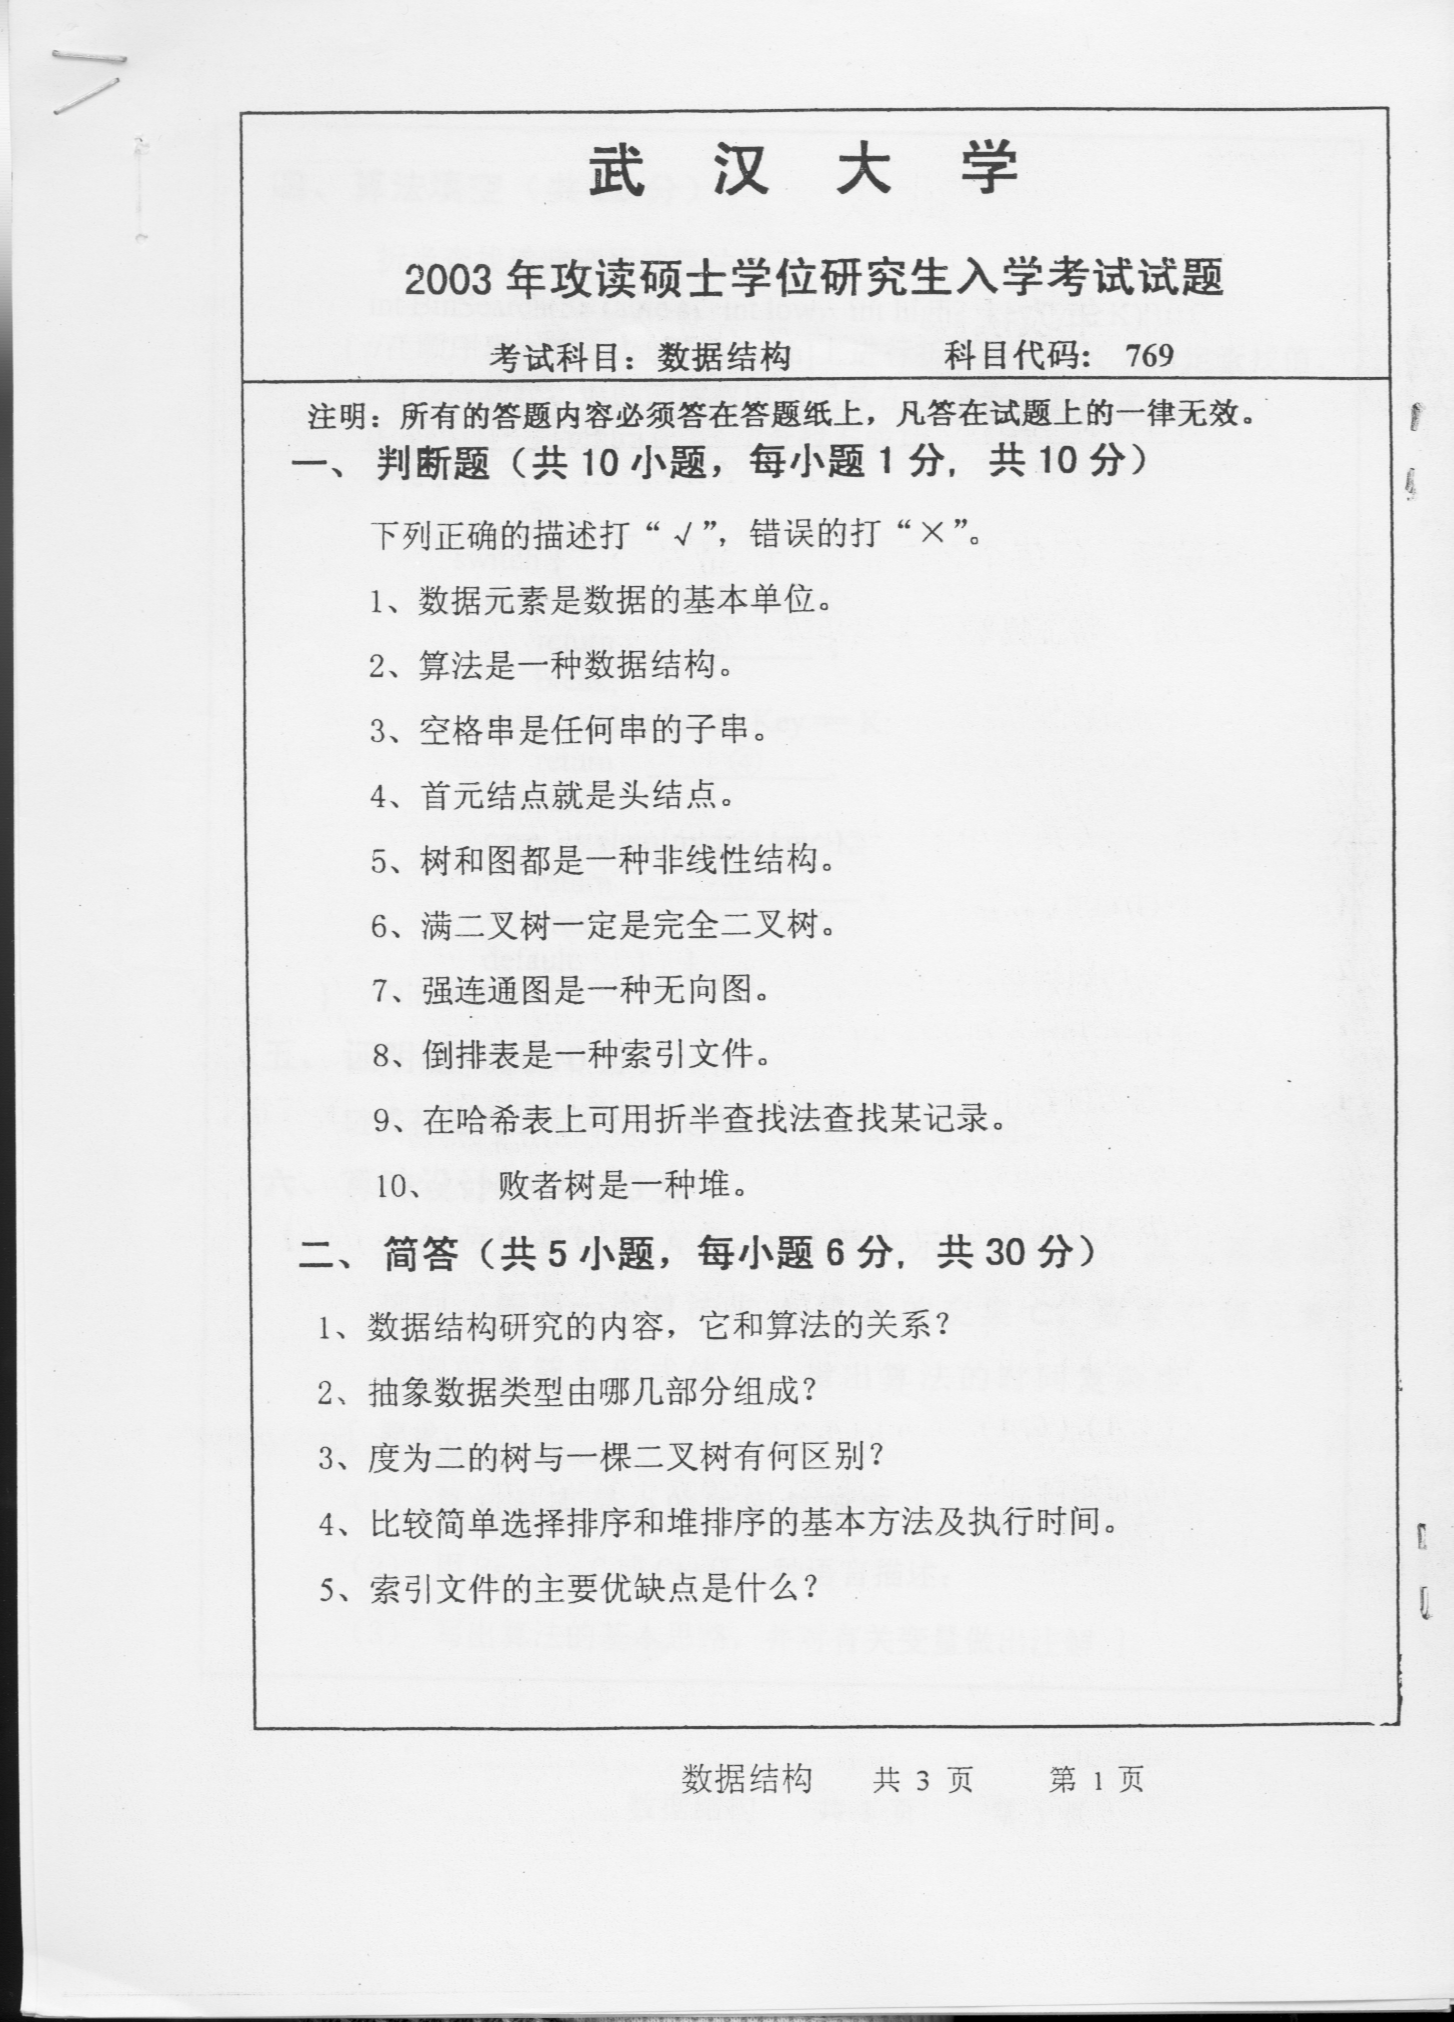 武 汉 大 学
2003 年攻读硕士学位研究生入学考试试题
考试科目：数据结构 科目代码： 769
注明：所有的答题内容必须答在答题纸上，凡答在试题上的一律无效。
一、 判断题（共 10 小题，每小题 1 分， 共 10 分）
下列正确的描述打“√”，错误的打“×”。
1、数据元素是数据的基本单位。
2、算法是一种数据结构。
3、空格串是任何串的子串。
4、首元结点就是头结点。
5、树和图都是一种非线性结构。
6、满二叉树一定是完全二叉树。
7、强连通图是一种无向图。
8、倒排表是一种索引文件。
9、在哈希表上可用折半查找法查找某记录。
10、 败者树是一种堆。
二、 简答（共 5 小题，每小题 6 分， 共 30 分）
1、数据结构研究的内容，它和算法的关系？
2、抽象数据类型由哪几部分组成？
3、度为二的树与一棵二叉树有何区别？
4、比较简单选择排序和堆排序的基本方法及执行时间。
5、索引文件的主要优缺点是什么？
数据结构 共 3 页 第 1 页